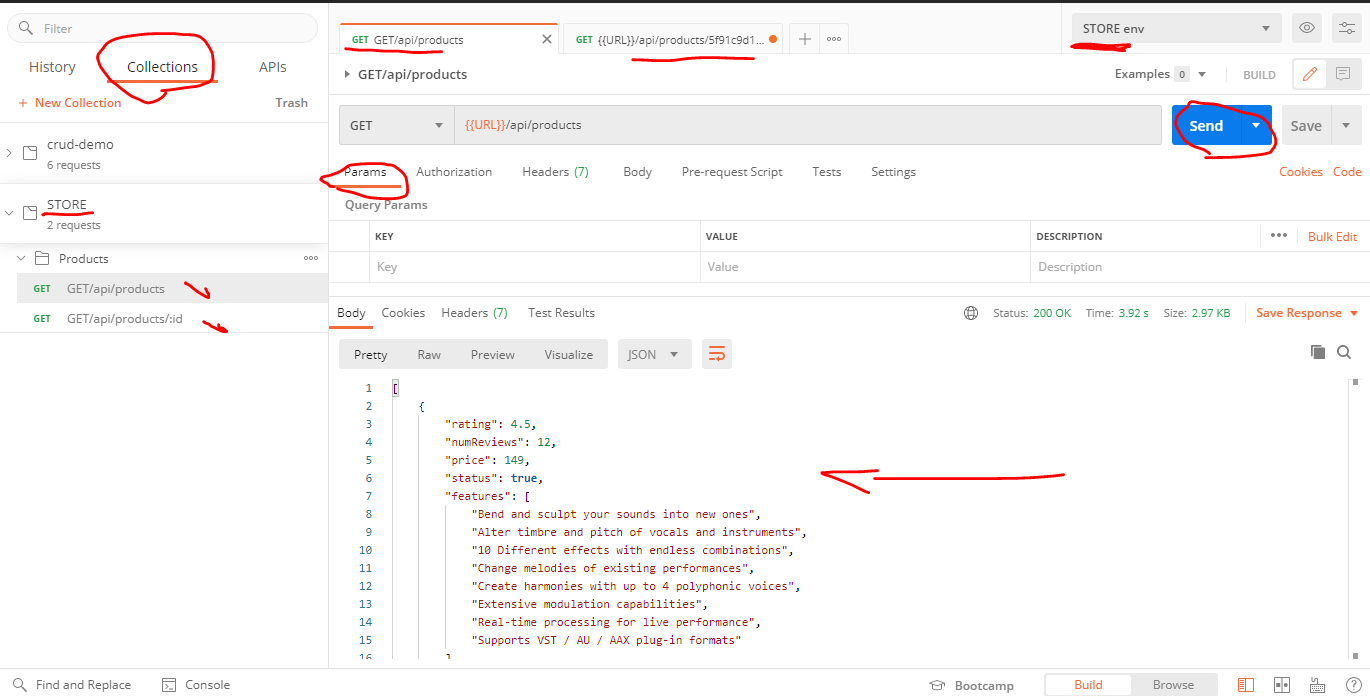 Filter
History Collections APIs
+ New Collection Trash
crud-demo
6 requests
STORE
2 requests
Products
GET GET/api/products
GET GET/api/products/:id
GET GET/api/products GET {{URL}}/api/products/5f91c9d1...
STORE env
GET/api/products
Examples 0 BUILD
GET {{URL}}/api/products Send Save
Params Authorization Headers (7) Body Pre-request Script Tests Settings Cookies Code
Query Params
KEY VALUE DESCRIPTION Bulk Edit
Key Value Description
Body Cookies Headers (7) Test Results Status: 200 OK Time: 3.92 s Size: 2.97 KB Save Response
Pretty Raw Preview Visualize JSON
1 [
2 {
3 "rating": 4.5,
4 "numReviews": 12,
5 "price": 149,
6 "status": true,
7 "features": [
8 "Bend and sculpt your sounds into new ones",
9 "Alter timbre and pitch of vocals and instruments",
10 "10 Different effects with endless combinations",
11 "Change melodies of existing performances",
12 "Create harmonies with up to 4 polyphonic voices",
13 "Extensive modulation capabilities",
14 "Real-time processing for live performance",
15 "Supports VST / AU / AAX plug-in formats"
16 ]
Find and Replace Console Bootcamp Build Browse